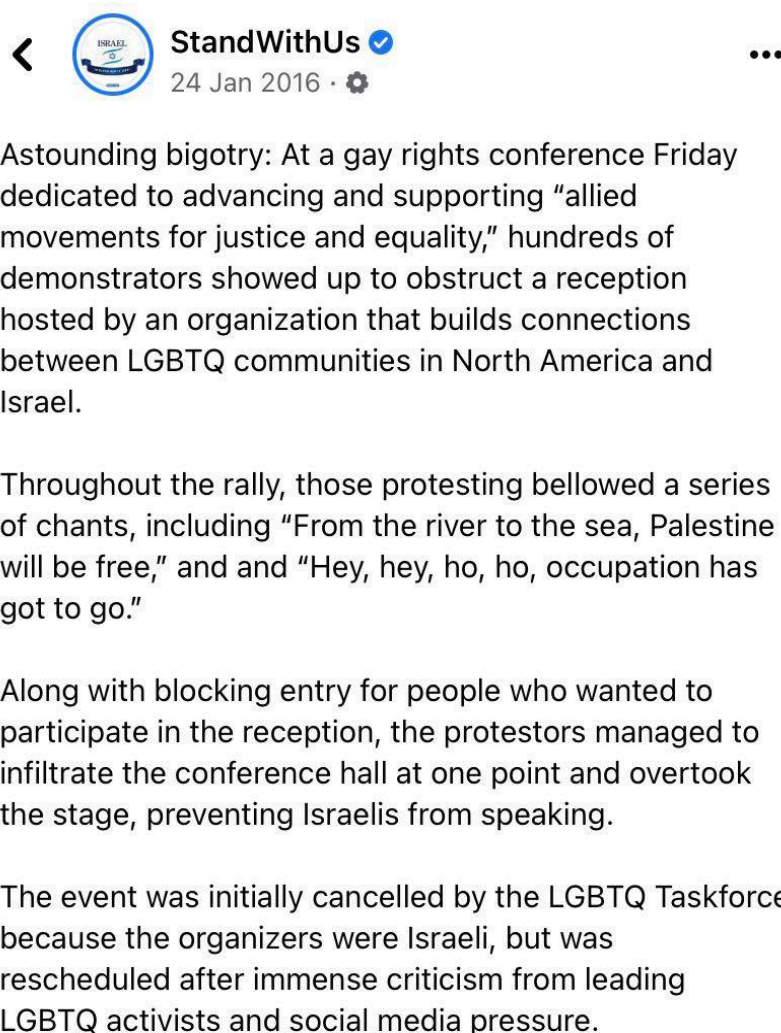 ISRAEL
StandWithUs
24 Jan 2016 ·
Astounding bigotry: At a gay rights conference Friday
dedicated to advancing and supporting “allied
movements for justice and equality,” hundreds of
demonstrators showed up to obstruct a reception
hosted by an organization that builds connections
between LGBTQ communities in North America and
Israel.
Throughout the rally, those protesting bellowed a series
of chants, including “From the river to the sea, Palestine
will be free,” and and “Hey, hey, ho, ho, occupation has
got to go.”
Along with blocking entry for people who wanted to
participate in the reception, the protestors managed to
infiltrate the conference hall at one point and overtook
the stage, preventing Israelis from speaking.
The event was initially cancelled by the LGBTQ Taskforce
because the organizers were Israeli, but was
rescheduled after immense criticism from leading
LGBTQ activists and social media pressure.